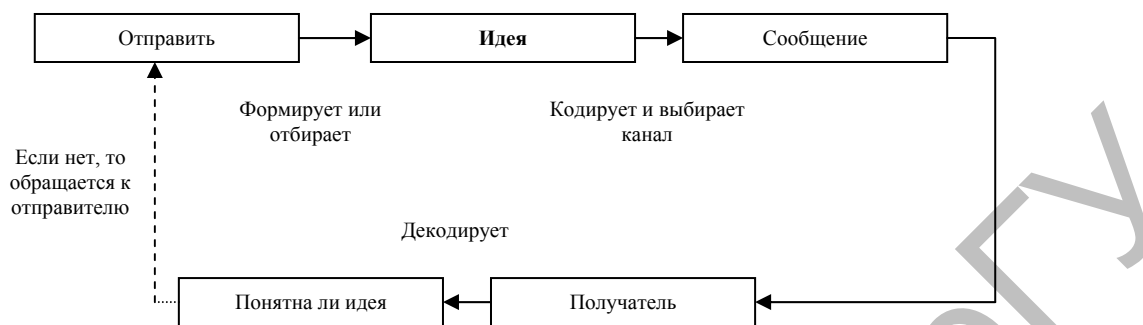 Отправить
Идея
Сообщение
Формирует или
отбирает
Кодирует и выбирает
канал
Если нет, то
обращается к
отправителю
Декодирует
Понятна ли идея
Получатель